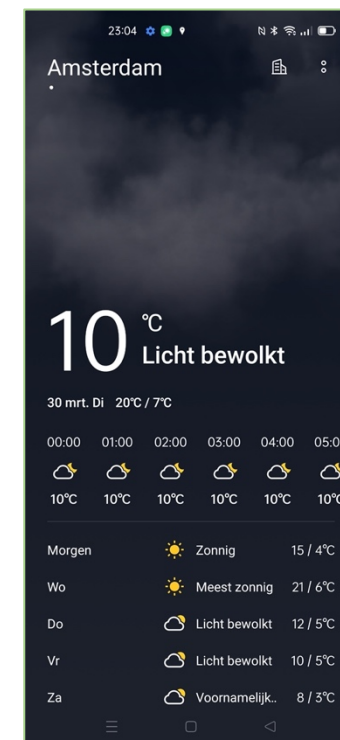 23:04
Amsterdam
10 °C
Licht bewolkt
30 mrt. Di 20°C / 7°C
00:00 01:00 02:00 03:00 04:00 05:0
10°C 10°C 10°C 10°C 10°C 10°C
Morgen Zonnig 15 / 4°C
Wo Meest zonnig 21 / 6°C
Do Licht bewolkt 12 / 5°C
Vr Licht bewolkt 10 / 5°C
Za Voornamelijk.. 8 / 3°C